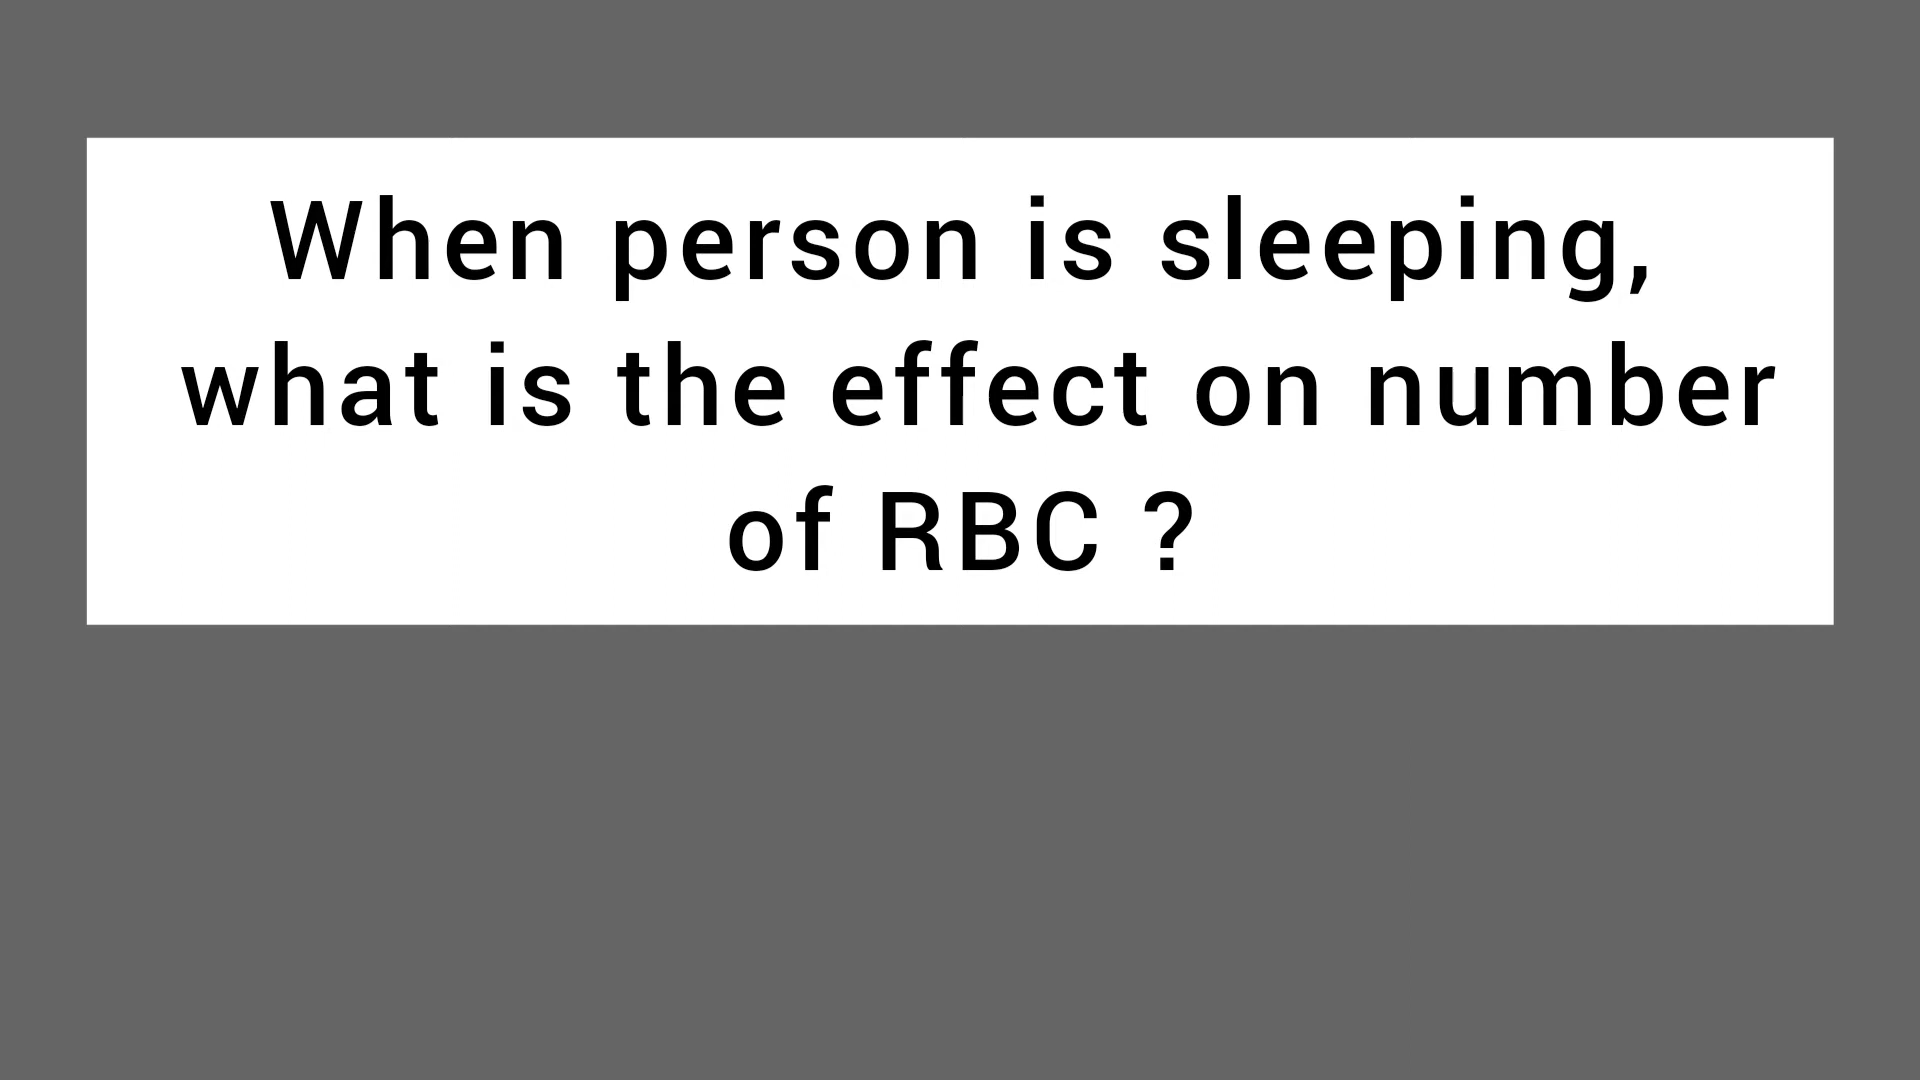 When person is sleeping,
what is the effect on number
of RBC ?